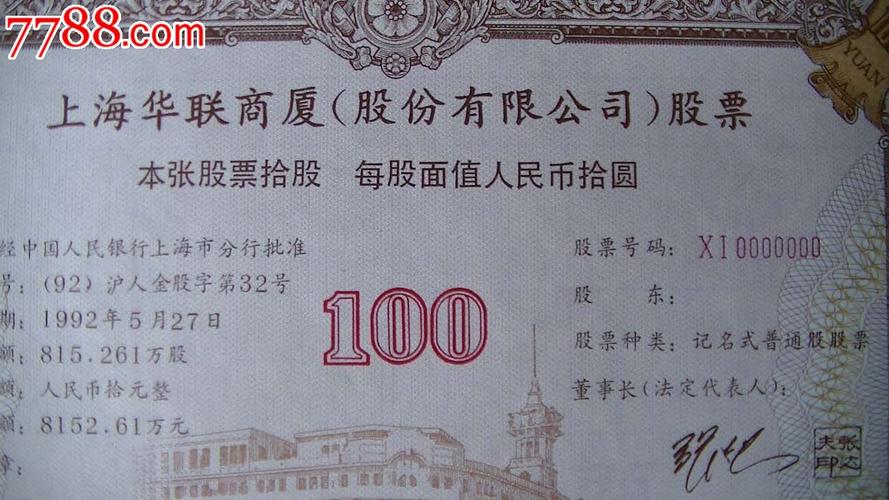 7788.com
YUAN
上海华联商厦(股份有限公司)股票
本张股票拾股 每股面值人民币拾圆
经中国人民银行上海市分行批准
号:(92)沪人金股字第32号
期:1992年5月27日
额:815.261万股
额:人民币拾元整
额:8152.61万元
章:
100
股票号码: XI0000000
股 东:
股票种类:记名式普通股股票
董事长(法定代表人):